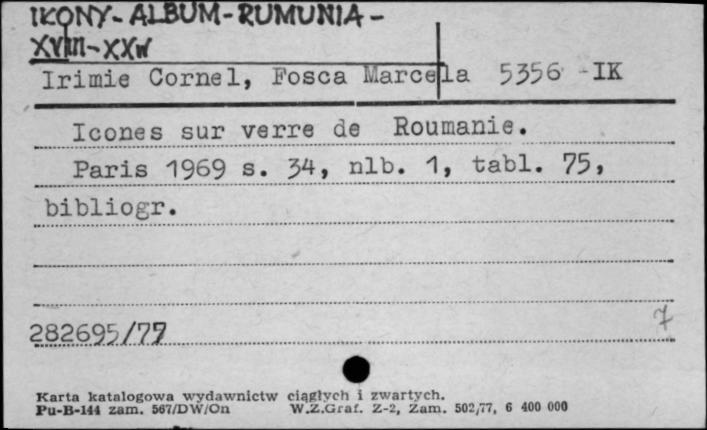 IKONY-ALBUM-RUMUNIA-
XVIII-XXW
Irimie Cornel, Fosca Marcela 5356 -IK
Icones sur verre de Roumanie.
Paris 1969 s. 34, nlb. 1, tabl. 75,
bibliogr.
282695/77
7
Karta katalogowa wydawnictw ciągłych i zwartych.
Pu-B-144 zam. 567/DW/On W.Z.Graf. Z-2, Zam. 502,77, 6 400 000